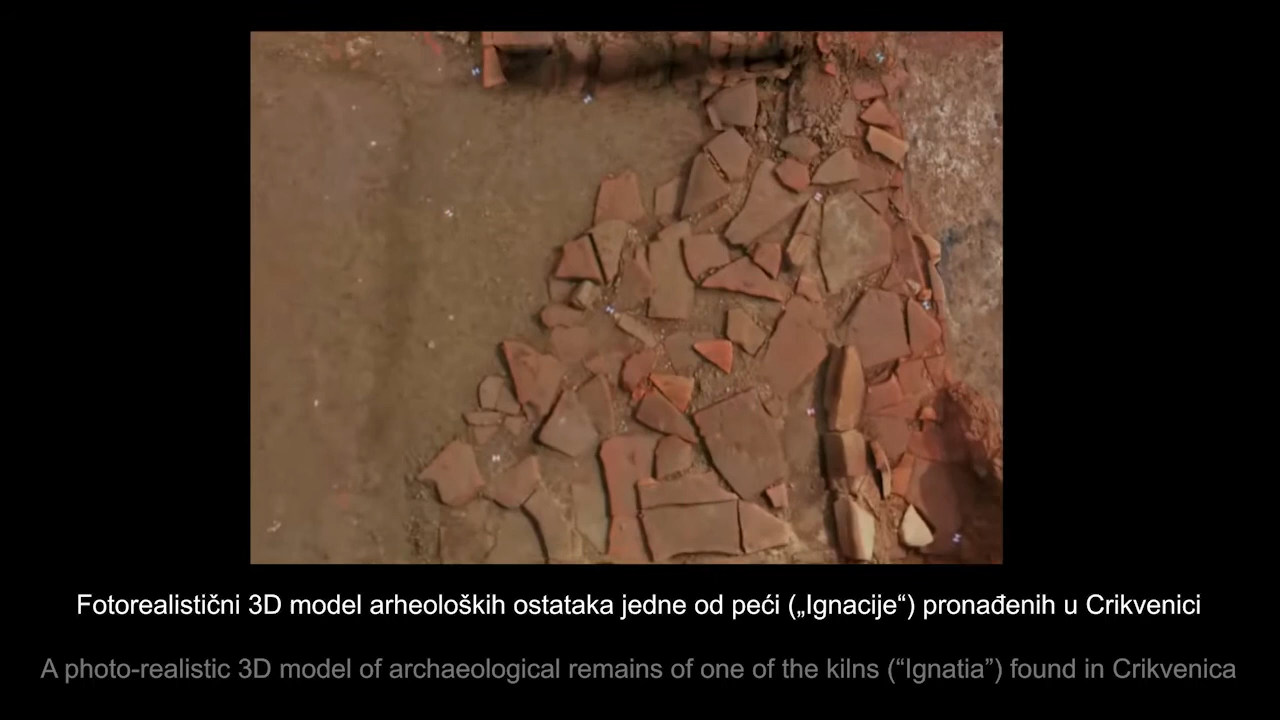 Fotorealistični 3D model arheoloških ostataka jedne od peći („Ignacije“) pronađenih u Crikvenici
A photo-realistic 3D model of archaeological remains of one of the kilns (“Ignatia”) found in Crikvenica